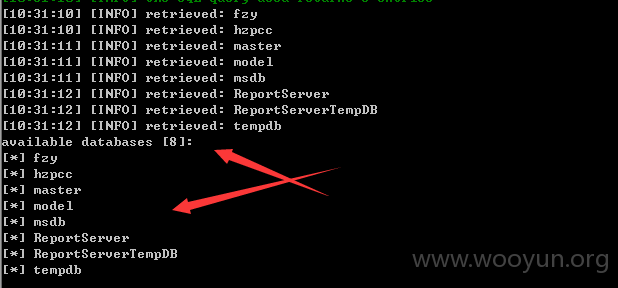 [10:31:10] [INFO] retrieved: fzy
[10:31:10] [INFO] retrieved: hzpcc
[10:31:11] [INFO] retrieved: master
[10:31:11] [INFO] retrieved: model
[10:31:11] [INFO] retrieved: msdb
[10:31:12] [INFO] retrieved: ReportServer
[10:31:12] [INFO] retrieved: ReportServerTempDB
[10:31:12] [INFO] retrieved: tempdb
available databases [8]:
[*] fzy
[*] hzpcc
[*] master
[*] model
[*] msdb
[*] ReportServer
[*] ReportServerTempDB
[*] tempdb
www.wooyun.org